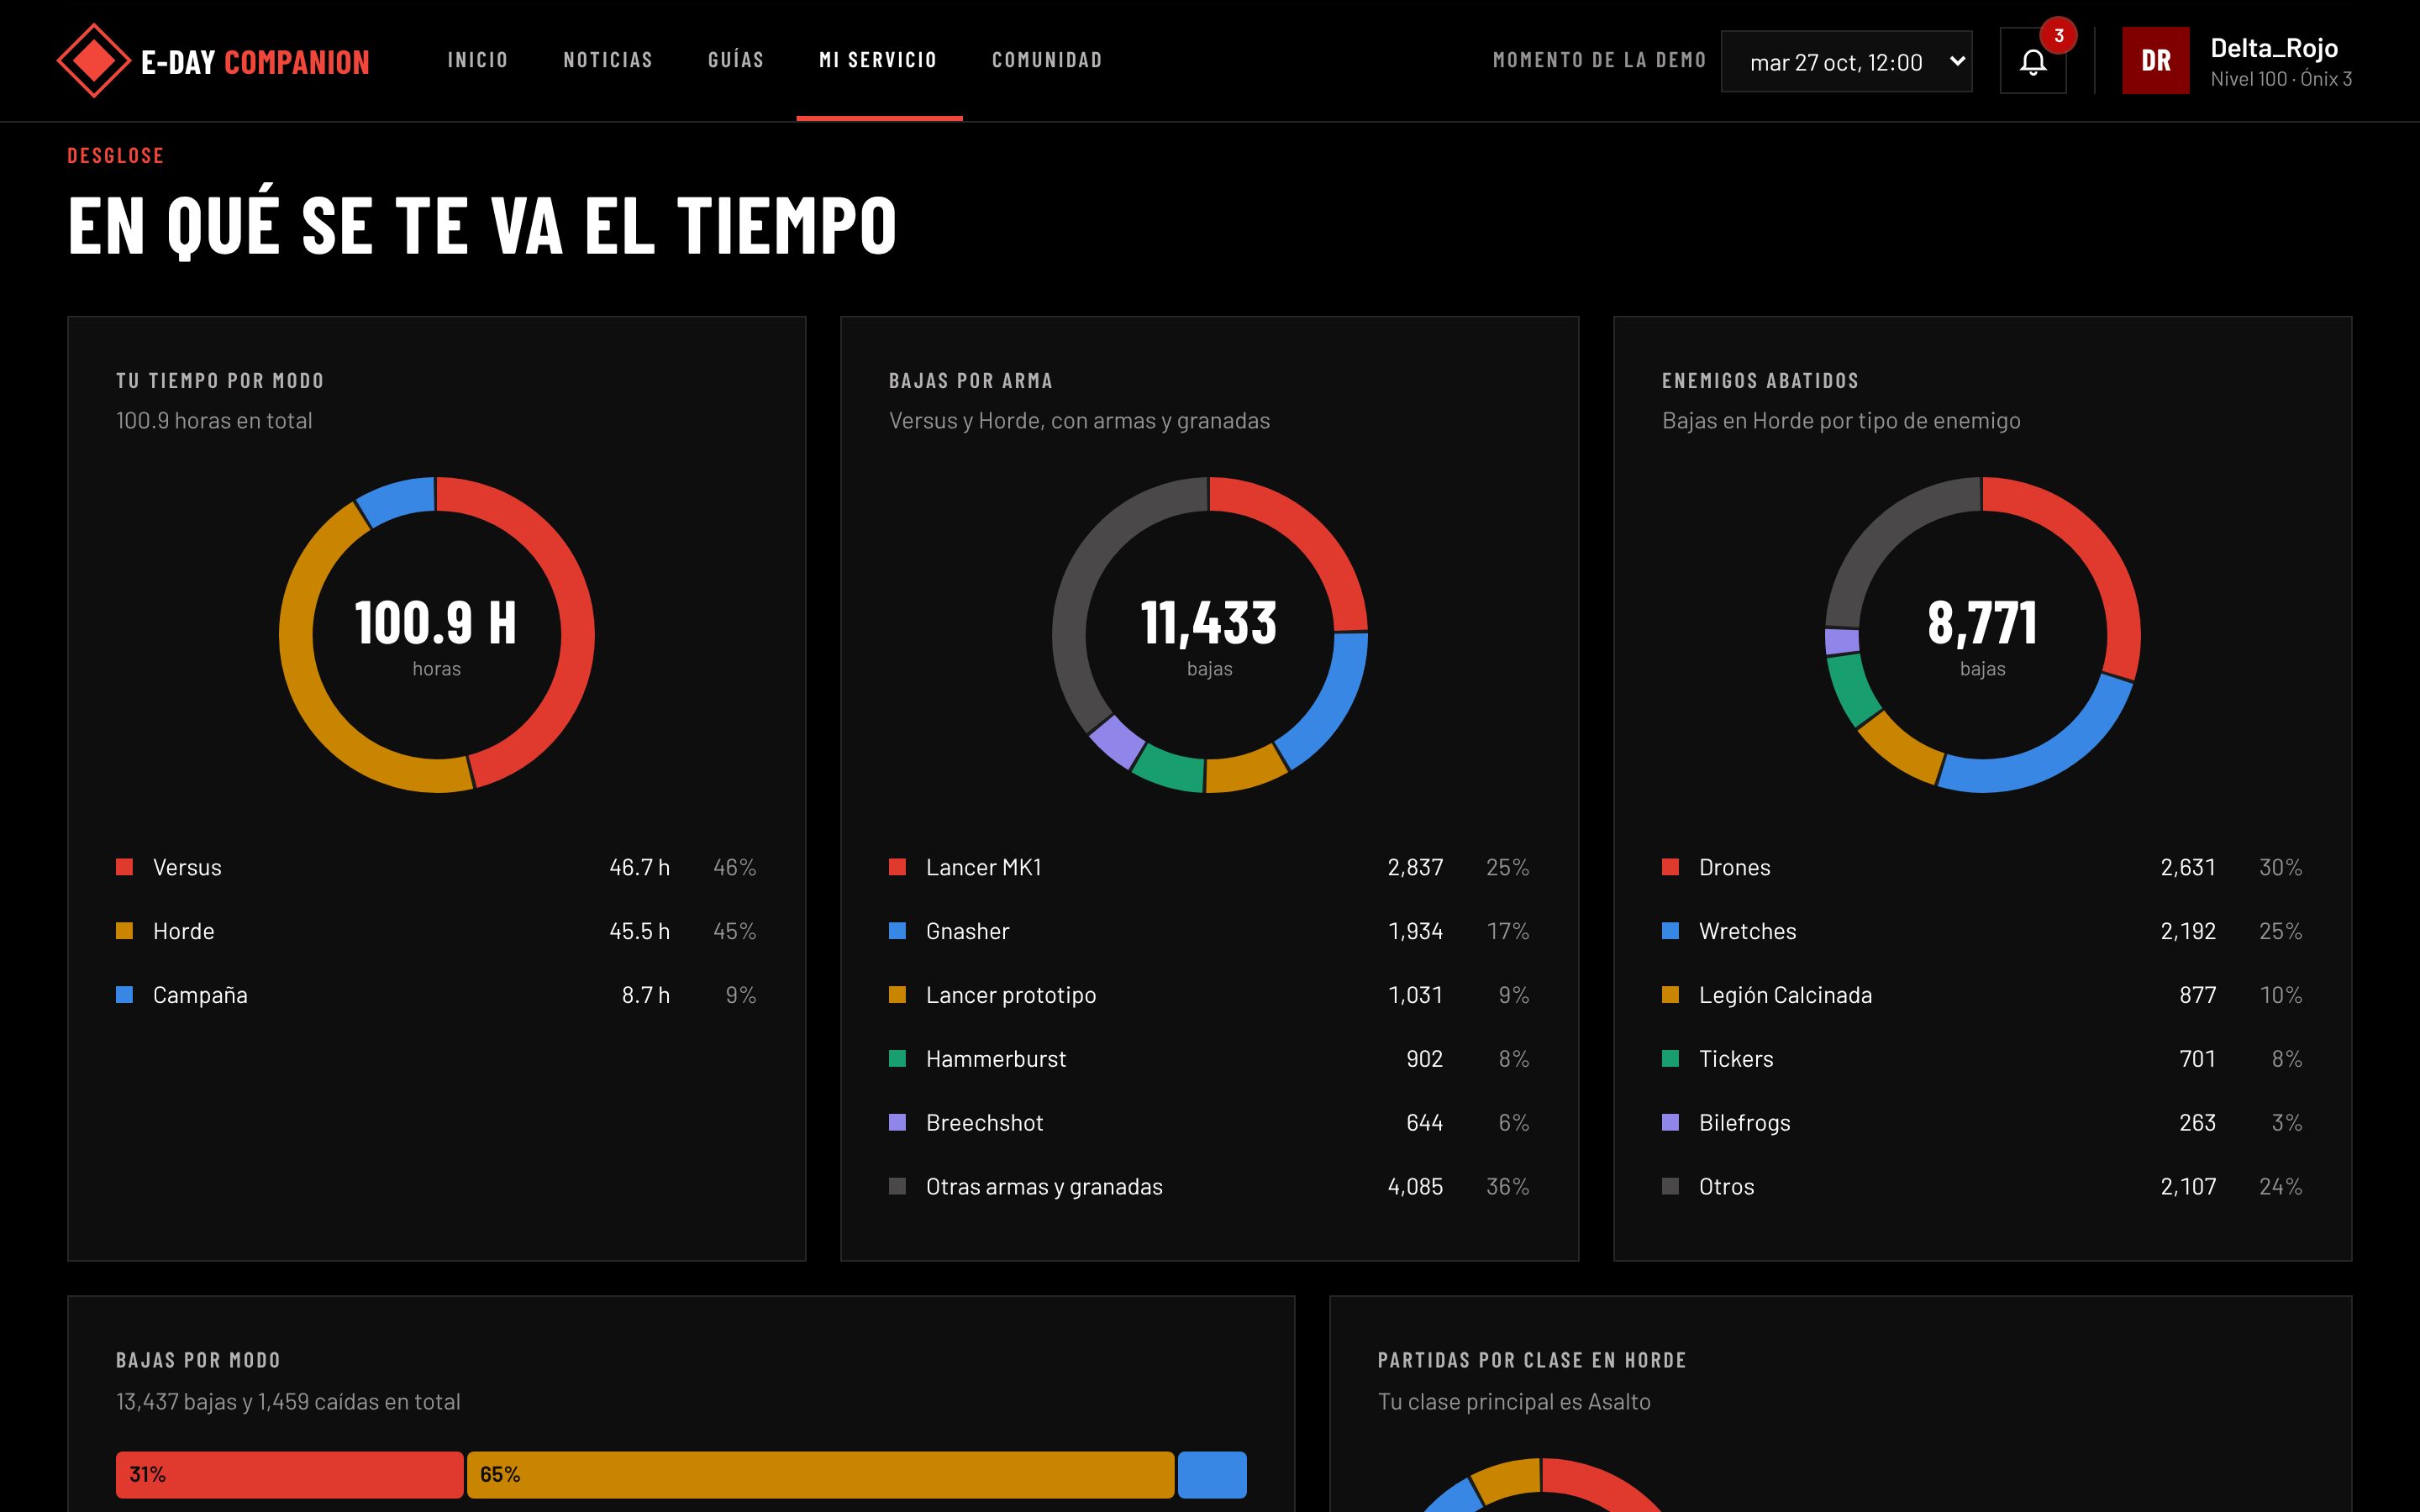 E-DAY COMPANION
INICIO
NOTICIAS
GUÍAS
MI SERVICIO
COMUNIDAD
MOMENTO DE LA DEMO
mar 27 oct, 12:00
3
DR
Delta_Rojo
Nivel 100 · Ónix 3
DESGLOSE
EN QUÉ SE TE VA EL TIEMPO
TU TIEMPO POR MODO
100.9 horas en total
100.9 H
horas
Versus 46.7 h 46%
Horde 45.5 h 45%
Campaña 8.7 h 9%
BAJAS POR ARMA
Versus y Horde, con armas y granadas
11,433
bajas
Lancer MK1 2,837 25%
Gnasher 1,934 17%
Lancer prototipo 1,031 9%
Hammerburst 902 8%
Breechshot 644 6%
Otras armas y granadas 4,085 36%
ENEMIGOS ABATIDOS
Bajas en Horde por tipo de enemigo
8,771
bajas
Drones 2,631 30%
Wretches 2,192 25%
Legión Calcinada 877 10%
Tickers 701 8%
Bilefrogs 263 3%
Otros 2,107 24%
BAJAS POR MODO
13,437 bajas y 1,459 caídas en total
31%
65%
PARTIDAS POR CLASE EN HORDE
Tu clase principal es Asalto